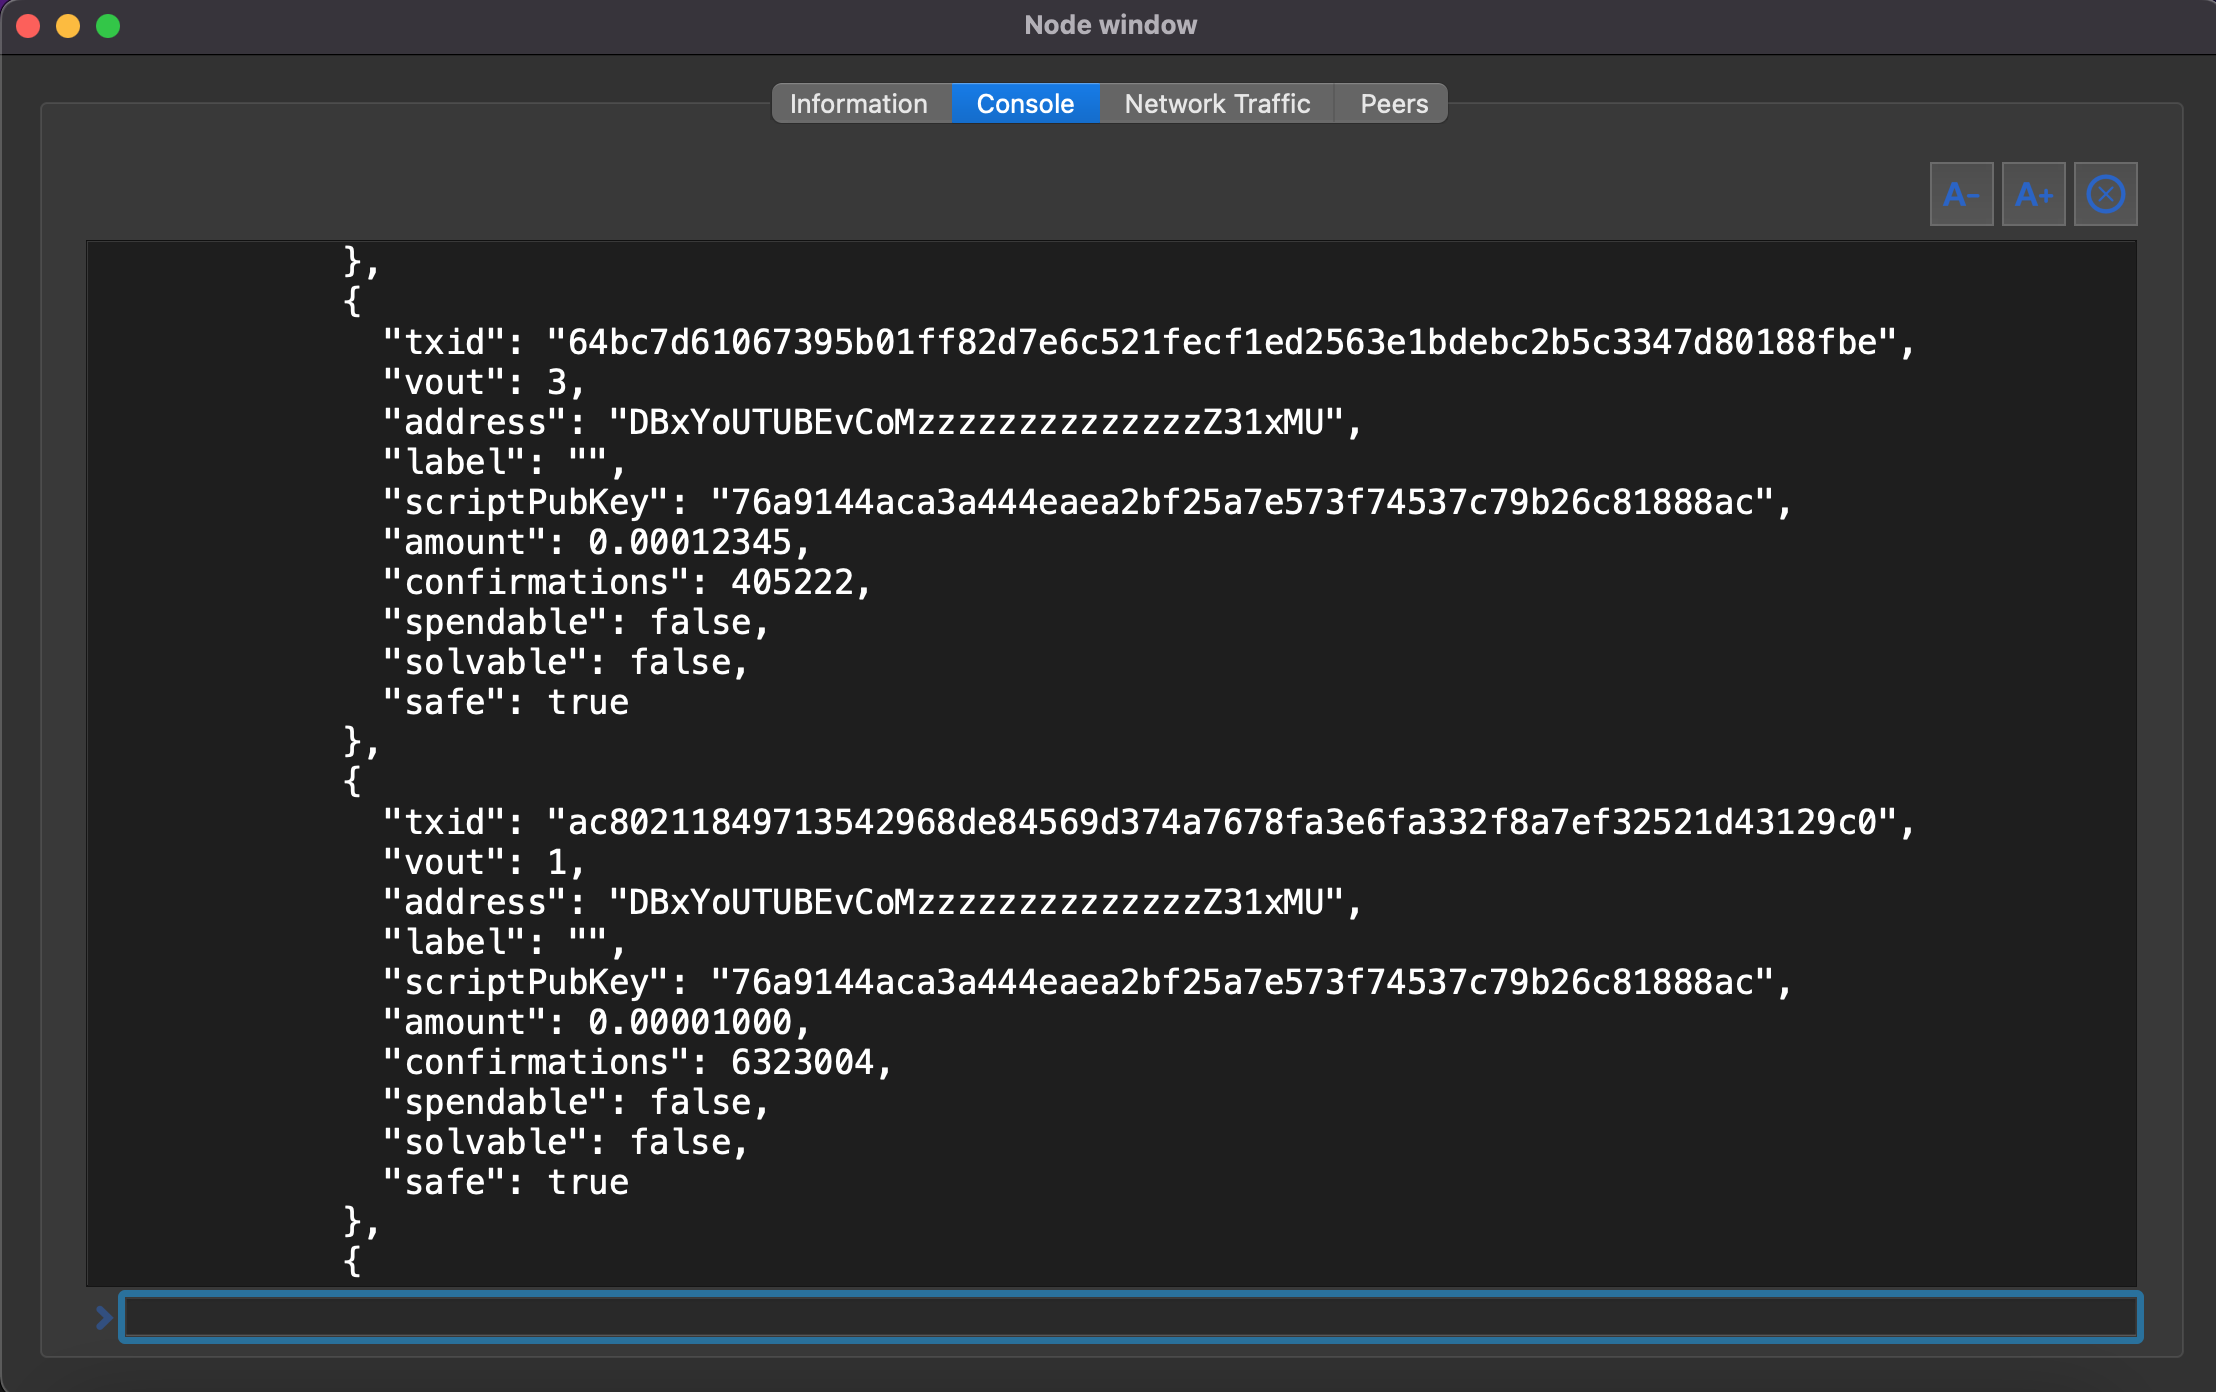 Node window
Information Console Network Traffic Peers
A- A+
},
{
"txid": "64bc7d61067395b01ff82d7e6c521fecf1ed2563e1bdebc2b5c3347d80188fbe",
"vout": 3,
"address": "DBxYoUTUBEvCoMzzzzzzzzzzzzzzZ31xMU",
"label": "",
"scriptPubKey": "76a9144aca3a444eaea2bf25a7e573f74537c79b26c81888ac",
"amount": 0.00012345,
"confirmations": 405222,
"spendable": false,
"solvable": false,
"safe": true
},
{
"txid": "ac80211849713542968de84569d374a7678fa3e6fa332f8a7ef32521d43129c0",
"vout": 1,
"address": "DBxYoUTUBEvCoMzzzzzzzzzzzzzzZ31xMU",
"label": "",
"scriptPubKey": "76a9144aca3a444eaea2bf25a7e573f74537c79b26c81888ac",
"amount": 0.00001000,
"confirmations": 6323004,
"spendable": false,
"solvable": false,
"safe": true
},
{